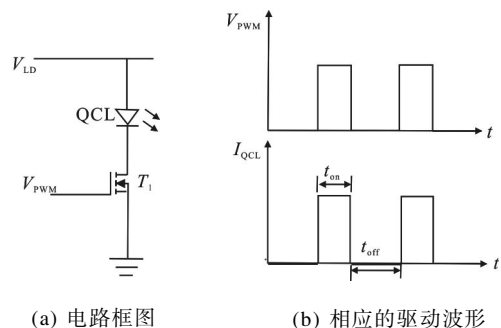 V_LD
QCL
V_PWM
T_1
(a) 电路框图
V_PWM
t
I_QCL
t_on
t_off
t
(b) 相应的驱动波形